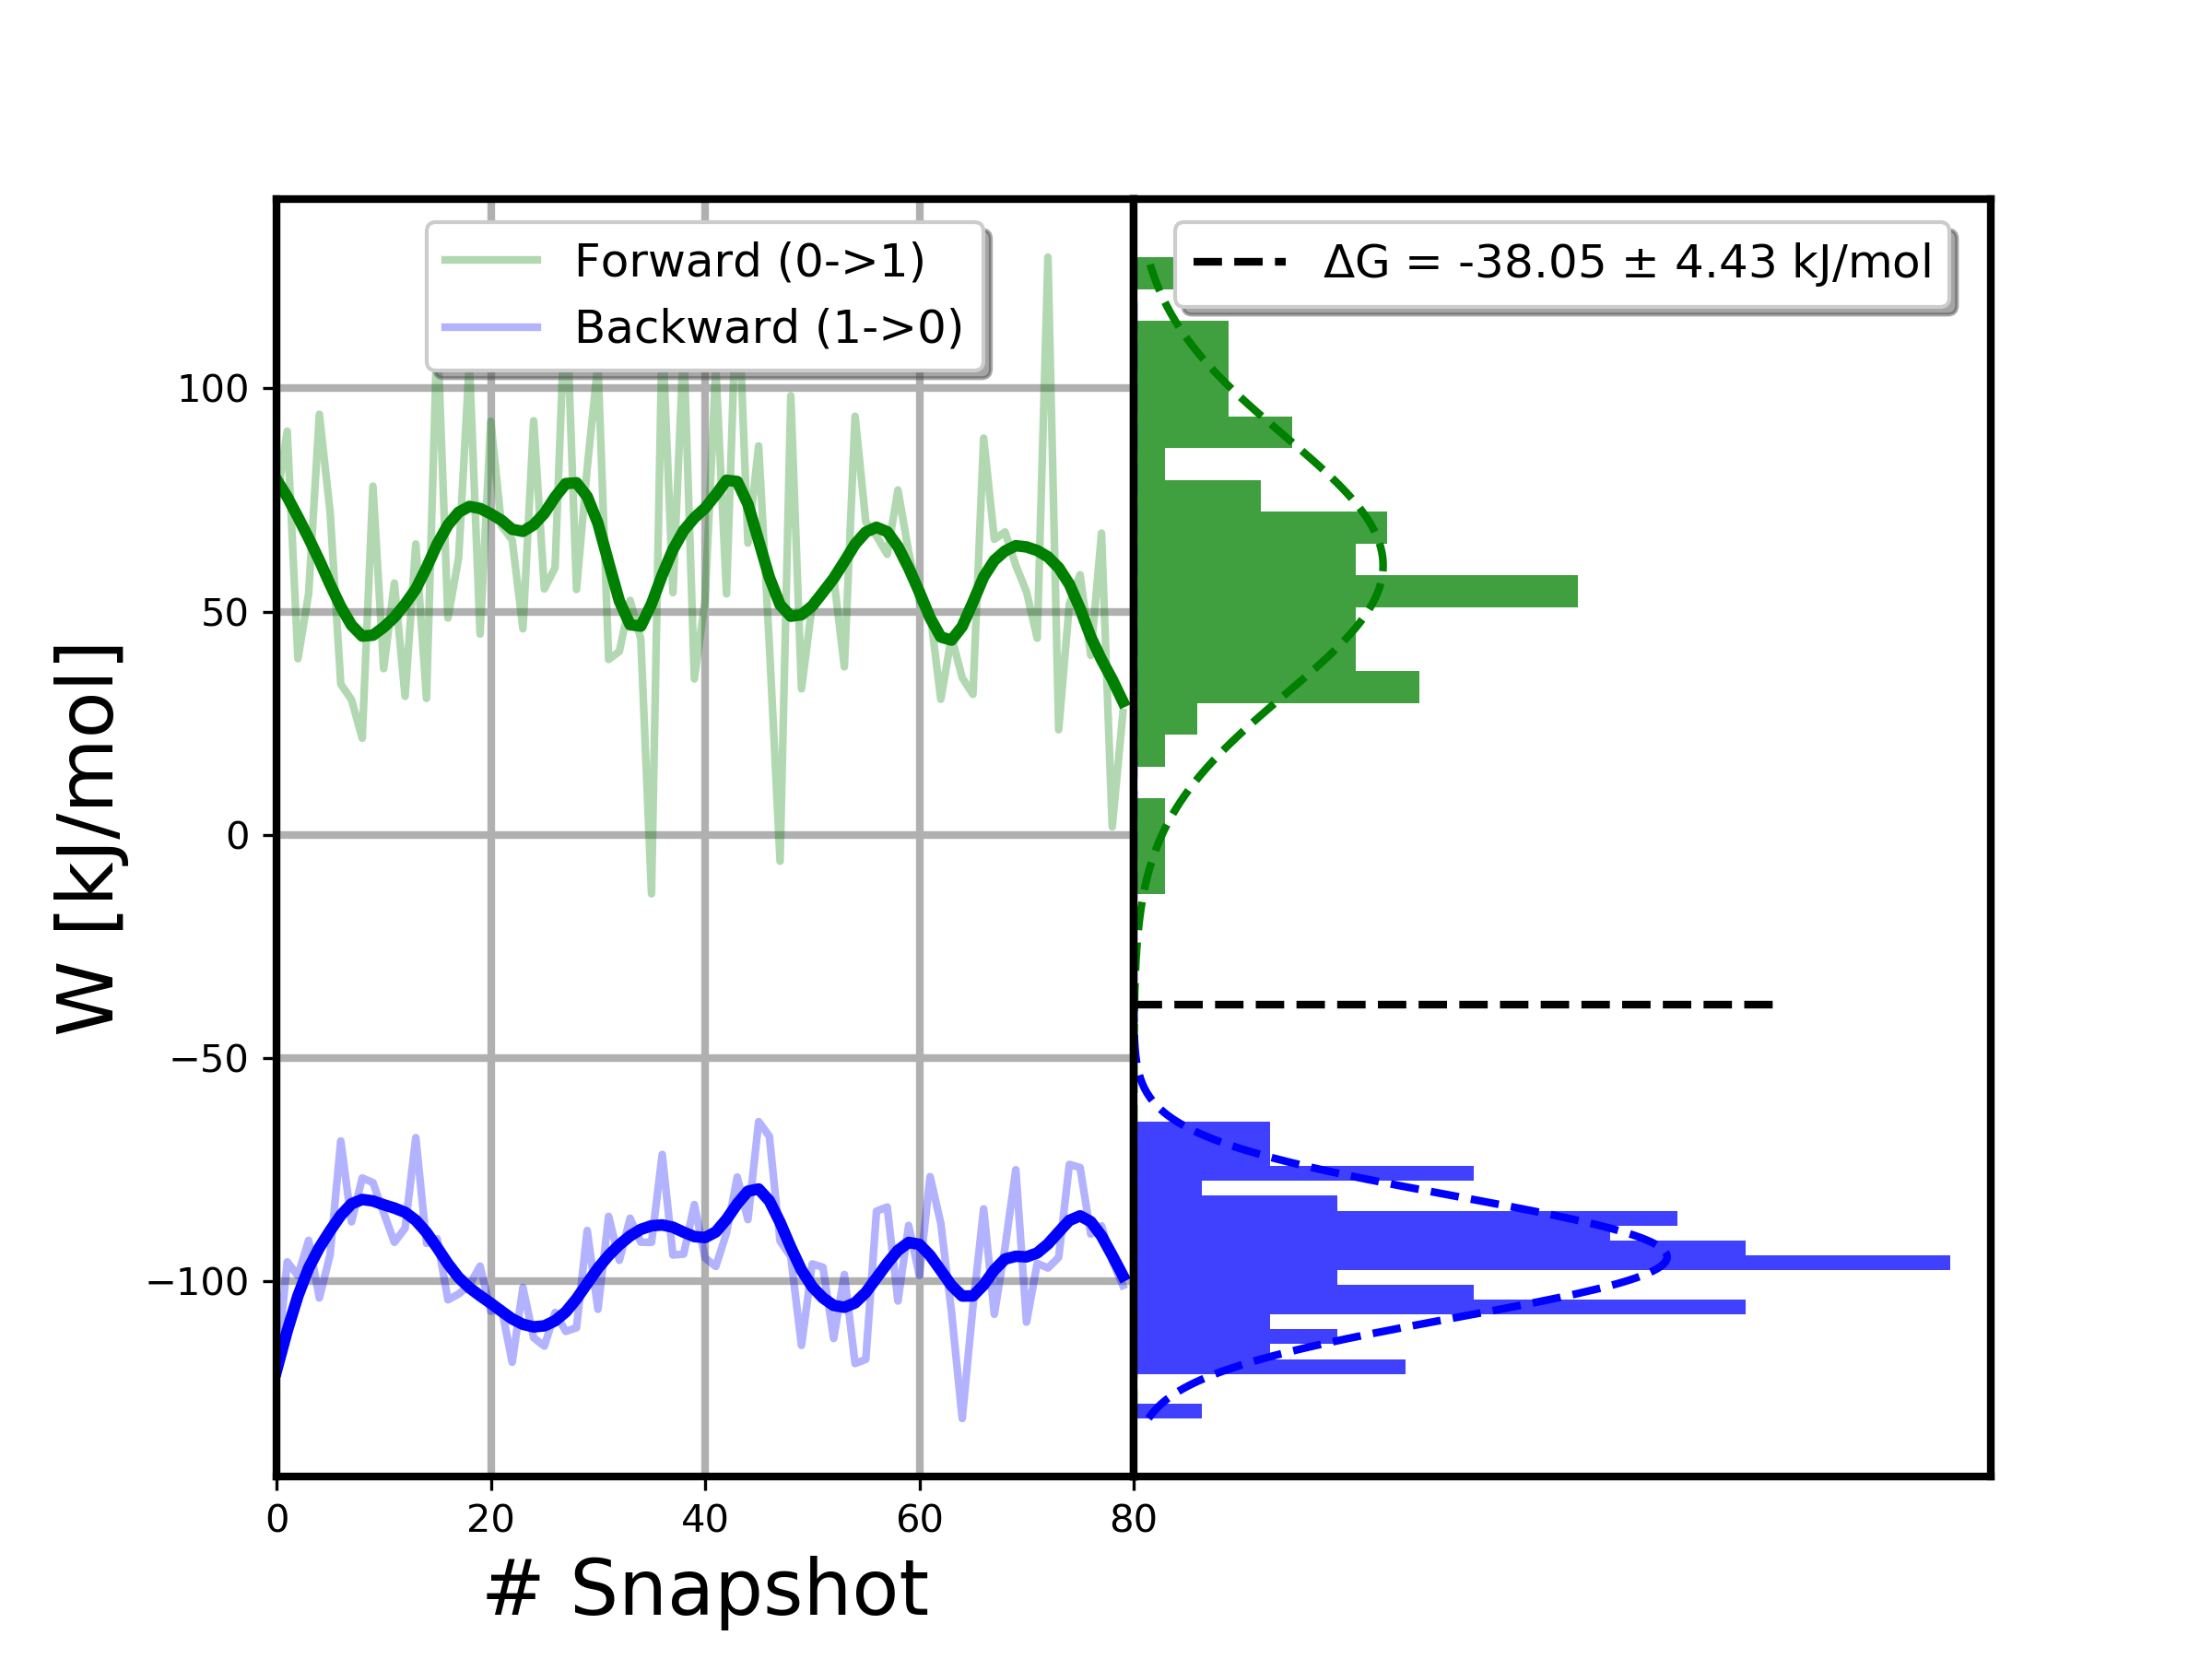 Forward (0->1)
Backward (1->0)
ΔG = -38.05 ± 4.43 kJ/mol
W [kJ/mol]
100
50
0
−50
−100
0 20 40 60 80
# Snapshot